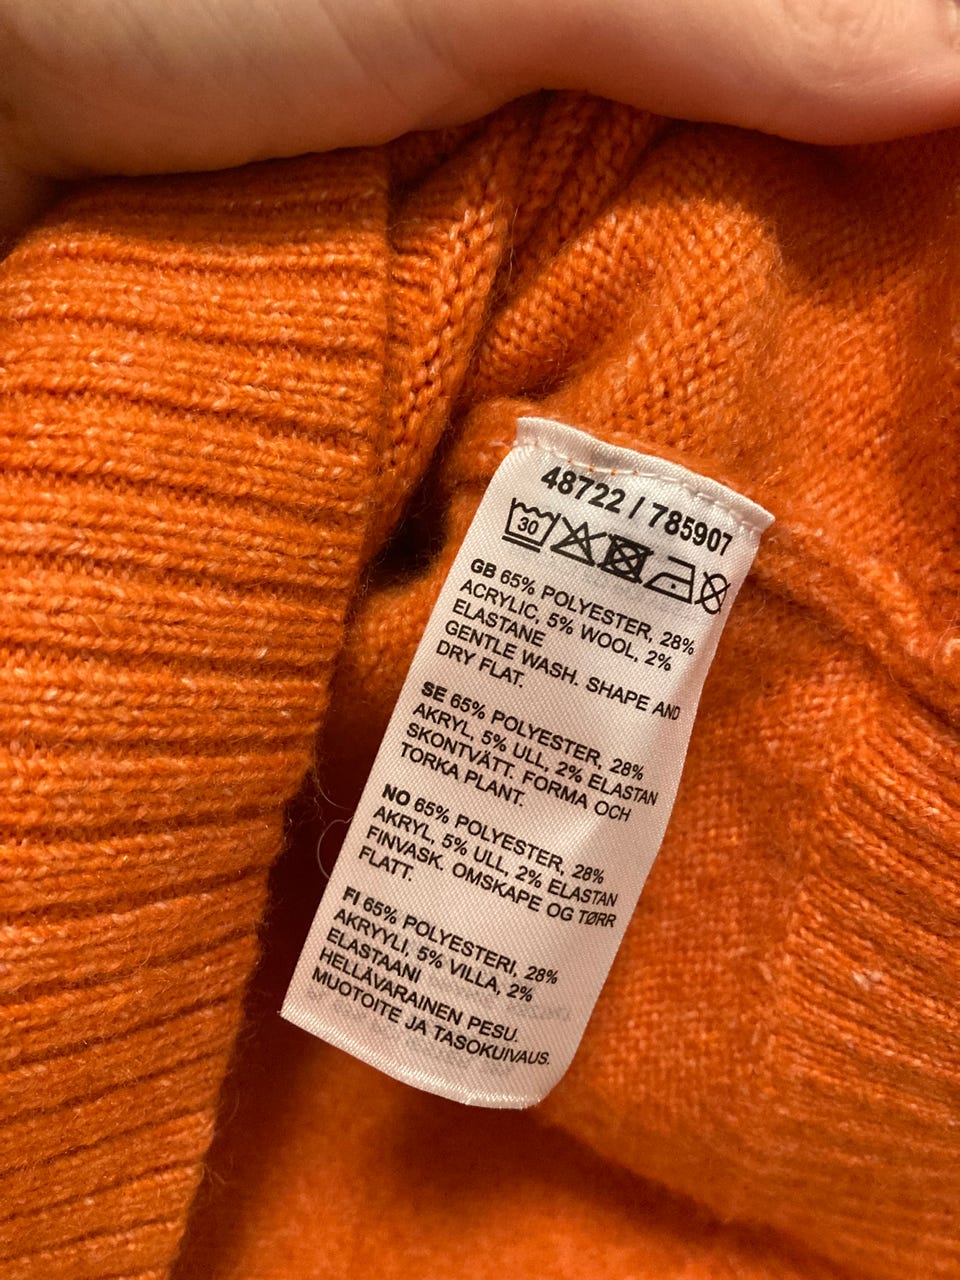 48722 / 785907
30
GB 65% POLYESTER, 28%
ACRYLIC, 5% WOOL, 2%
ELASTANE
GENTLE WASH. SHAPE AND
DRY FLAT.
SE 65% POLYESTER, 28%
AKRYL, 5% ULL, 2% ELASTAN
SKONTVÄTT. FORMA OCH
TORKA PLANT.
NO 65% POLYESTER, 28%
AKRYL, 5% ULL, 2% ELASTAN
FINVASK. OMSKAPE OG TØRR
FLATT.
FI 65% POLYESTERI, 28%
AKRYYLI, 5% VILLA, 2%
ELASTAANI
HELLÄVARAINEN PESU.
MUOTOITE JA TASOKUIVAUS.